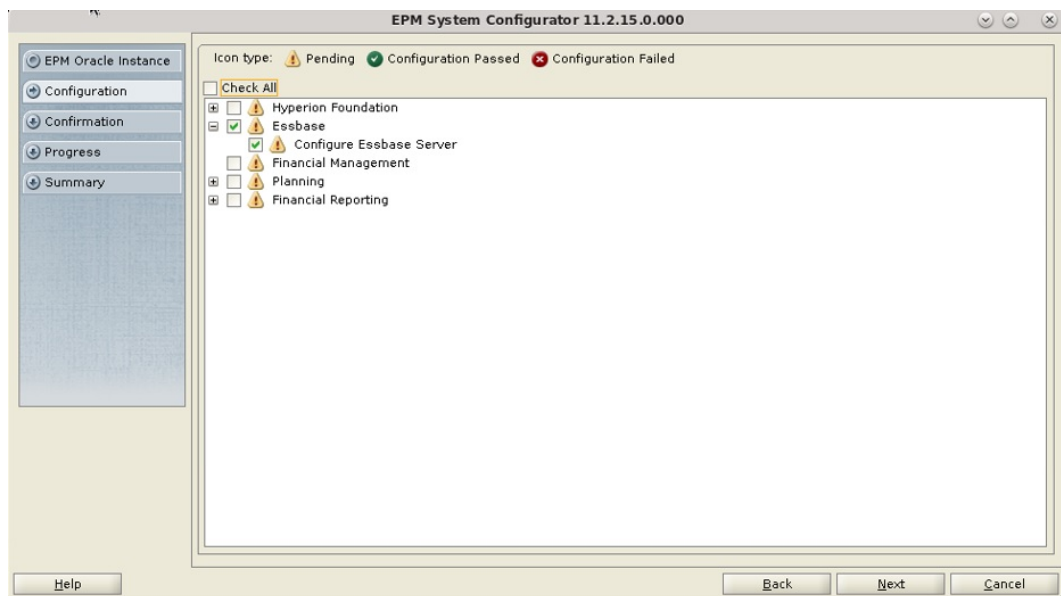 EPM System Configurator 11.2.15.0.000
EPM Oracle Instance
Configuration
Confirmation
Progress
Summary
Icon type: Pending Configuration Passed Configuration Failed
Check All
Hyperion Foundation
Essbase
Configure Essbase Server
Financial Management
Planning
Financial Reporting
Help Back Next Cancel